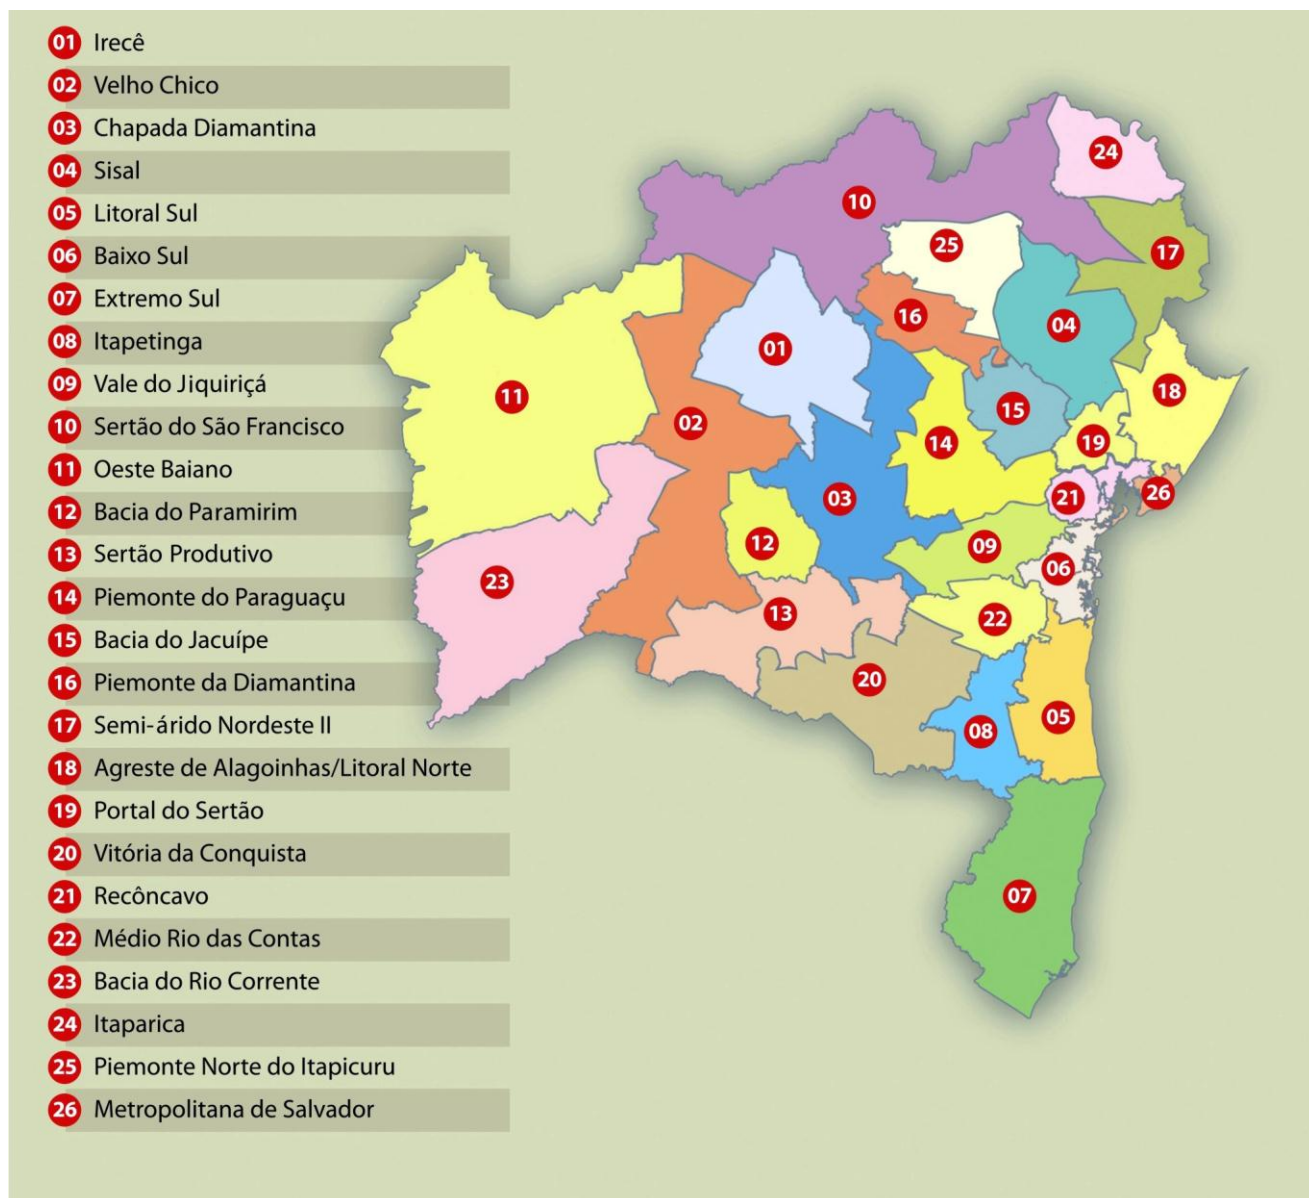 01 Irecê
02 Velho Chico
03 Chapada Diamantina
04 Sisal
05 Litoral Sul
06 Baixo Sul
07 Extremo Sul
08 Itapetinga
09 Vale do Jiquiriçá
10 Sertão do São Francisco
11 Oeste Baiano
12 Bacia do Paramirim
13 Sertão Produtivo
14 Piemonte do Paraguaçu
15 Bacia do Jacuípe
16 Piemonte da Diamantina
17 Semi-árido Nordeste II
18 Agreste de Alagoinhas/Litoral Norte
19 Portal do Sertão
20 Vitória da Conquista
21 Recôncavo
22 Médio Rio das Contas
23 Bacia do Rio Corrente
24 Itaparica
25 Piemonte Norte do Itapicuru
26 Metropolitana de Salvador
24
10
25
17
16
04
01
18
11
15
02
14
19
03
26
21
12
09
06
23
13
22
20
05
08
07